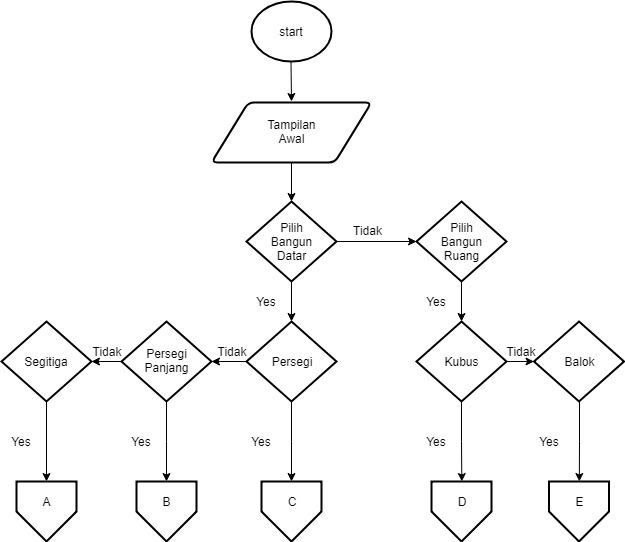 start
Tampilan
Awal
Pilih
Bangun
Datar
Tidak
Pilih
Bangun
Ruang
Yes
Yes
Segitiga
Tidak
Persegi
Panjang
Tidak
Persegi
Kubus
Tidak
Balok
Yes
Yes
Yes
Yes
Yes
A
B
C
D
E